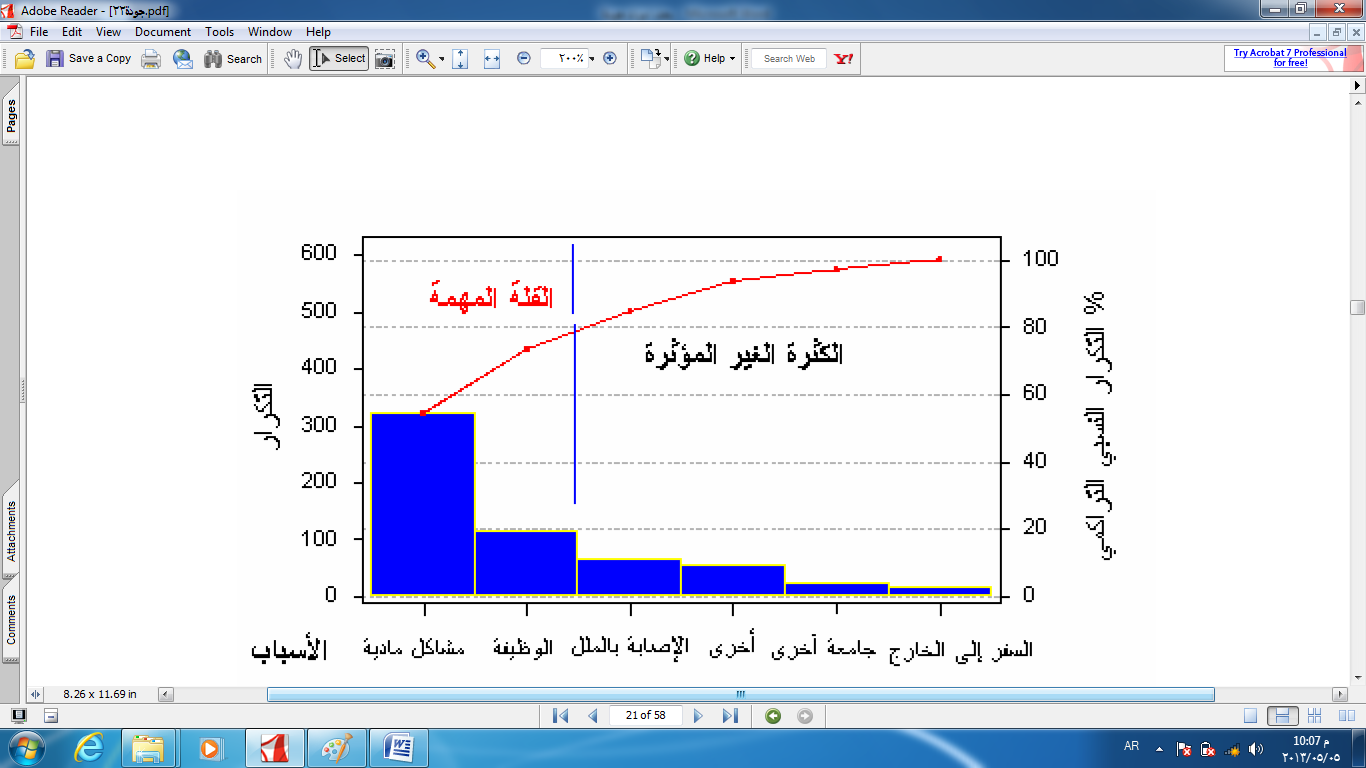 Adobe Reader - [جودة٢٢.pdf]
File Edit View Document Tools Window Help
Save a Copy Search Select ٢٠٠% Help Search Web Y!
Try Acrobat 7 Professional
for free!
Pages
Attachments
Comments
التكرار
600
500
400
300
200
100
0
القلة المهمة
الكثرة الغير المؤثرة
100
80
60
40
20
0
التكرار النسبي التراكمي %
الأسباب مشاكل مادية الوظيفة الإصابة بالملل أخرى جامعة آخرى السفر إلى الخارج
8.26 x 11.69 in
21 of 58
AR
10:07 م
٢٠١٣/٠٥/٠٥